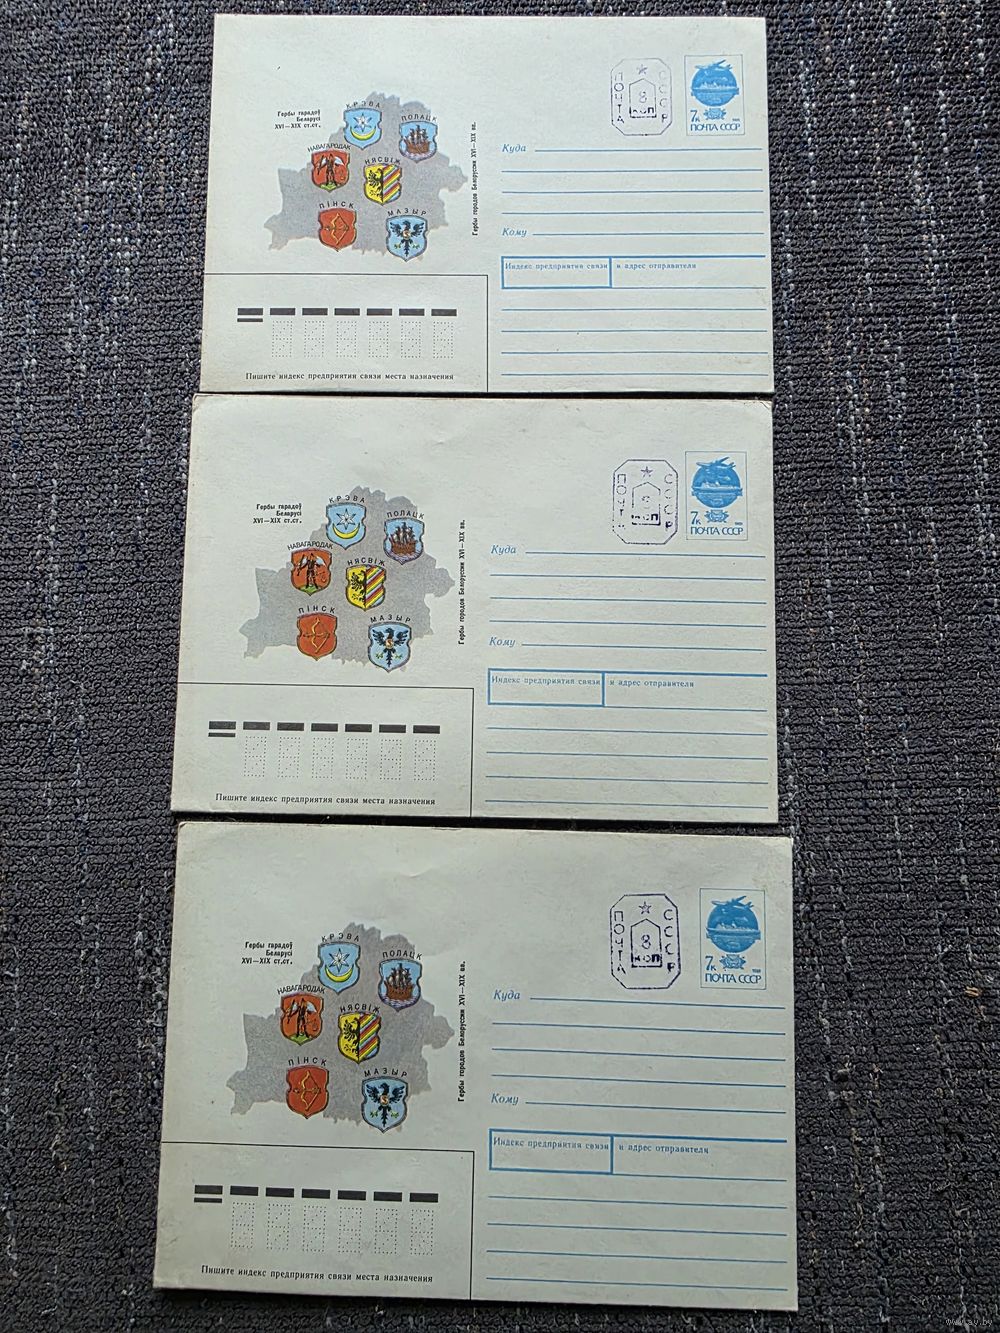 Гербы гарадоў
Беларусі
XVI—XIX ст.ст.
КРЭВА
ПОЛАЦК
НАВАГАРОДАК
НЯСВІЖ
ПІНСК
МАЗЫР
Гербы городов Белоруссии XVI—XIX вв.
ПОЧТА
СССР
8
коп
7к
ПОЧТА СССР
Куда
Кому
Индекс предприятия связи и адрес отправителя
Пишите индекс предприятия связи места назначения
Гербы гарадоў
Беларусі
XVI—XIX ст.ст.
КРЭВА
ПОЛАЦК
НАВАГАРОДАК
НЯСВІЖ
ПІНСК
МАЗЫР
Гербы городов Белоруссии XVI—XIX вв.
ПОЧТА
СССР
8
коп
7к
ПОЧТА СССР
Куда
Кому
Индекс предприятия связи и адрес отправителя
Пишите индекс предприятия связи места назначения
Гербы гарадоў
Беларусі
XVI—XIX ст.ст.
КРЭВА
ПОЛАЦК
НАВАГАРОДАК
НЯСВІЖ
ПІНСК
МАЗЫР
Гербы городов Белоруссии XVI—XIX вв.
ПОЧТА
СССР
8
коп
7к
ПОЧТА СССР
Куда
Кому
Индекс предприятия связи и адрес отправителя
Пишите индекс предприятия связи места назначения
www.ay.by